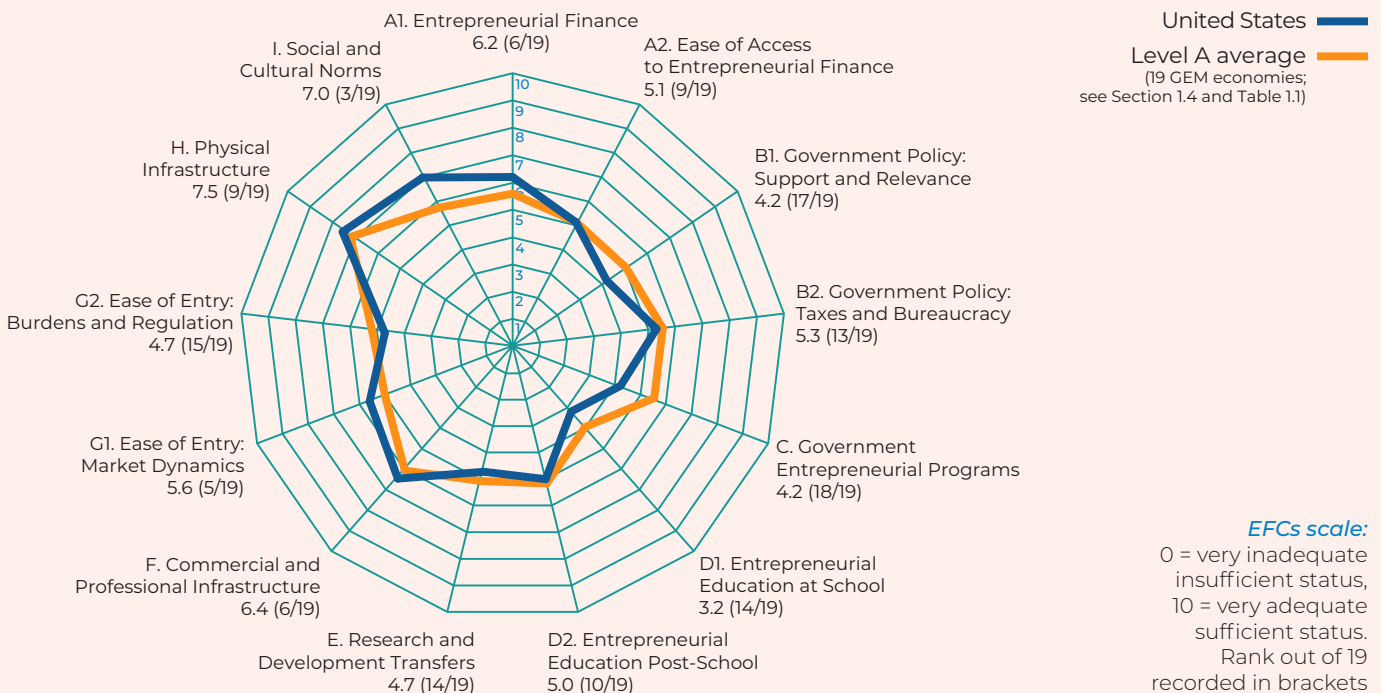 A1. Entrepreneurial Finance
6.2 (6/19)
A2. Ease of Access
to Entrepreneurial Finance
5.1 (9/19)
B1. Government Policy:
Support and Relevance
4.2 (17/19)
B2. Government Policy:
Taxes and Bureaucracy
5.3 (13/19)
C. Government
Entrepreneurial Programs
4.2 (18/19)
D1. Entrepreneurial
Education at School
3.2 (14/19)
D2. Entrepreneurial
Education Post-School
5.0 (10/19)
E. Research and
Development Transfers
4.7 (14/19)
F. Commercial and
Professional Infrastructure
6.4 (6/19)
G1. Ease of Entry:
Market Dynamics
5.6 (5/19)
G2. Ease of Entry:
Burdens and Regulation
4.7 (15/19)
H. Physical
Infrastructure
7.5 (9/19)
I. Social and
Cultural Norms
7.0 (3/19)
10
9
8
7
6
5
4
3
2
1
United States
Level A average
(19 GEM economies;
see Section 1.4 and Table 1.1)
EFCs scale:
0 = very inadequate
insufficient status,
10 = very adequate
sufficient status.
Rank out of 19
recorded in brackets